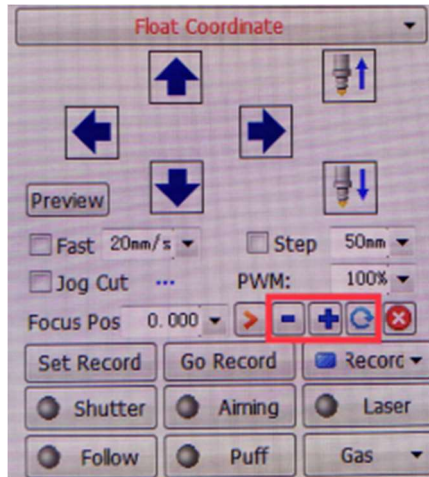 Float Coordinate
Preview
Fast 20mm/s Step 50mm
Jog Cut ... PWM: 100%
Focus Pos 0.000
Set Record Go Record Record
Shutter Aiming Laser
Follow Puff Gas